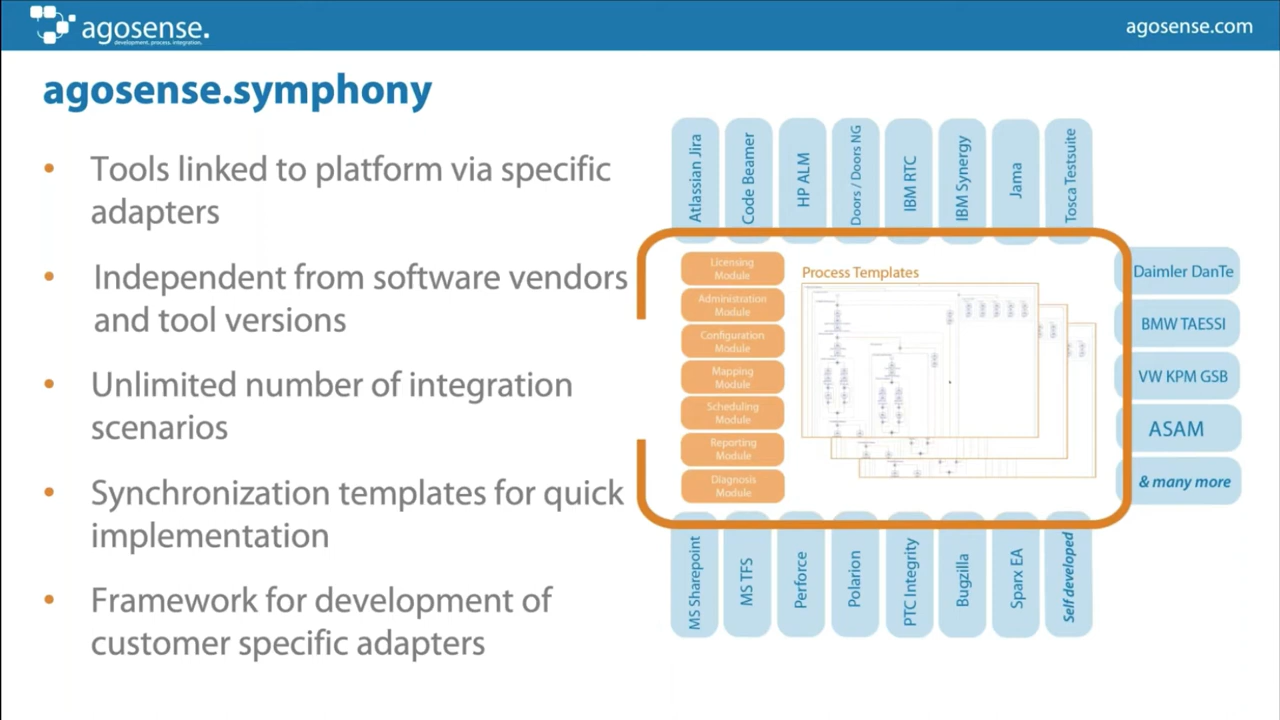 agosense.
development, process, integration.
agosense.com
agosense.symphony
• Tools linked to platform via specific
adapters
• Independent from software vendors
and tool versions
• Unlimited number of integration
scenarios
• Synchronization templates for quick
implementation
• Framework for development of
customer specific adapters
Atlassian Jira
Code Beamer
HP ALM
Doors / Doors NG
IBM RTC
IBM Synergy
Jama
Tosca Testsuite
Licensing
Module
Administration
Module
Configuration
Module
Mapping
Module
Scheduling
Module
Reporting
Module
Diagnosis
Module
Process Templates
Daimler DanTe
BMW TAESSI
VW KPM GSB
ASAM
& many more
MS Sharepoint
MS TFS
Perforce
Polarion
PTC Integrity
Bugzilla
Sparx EA
Self developed